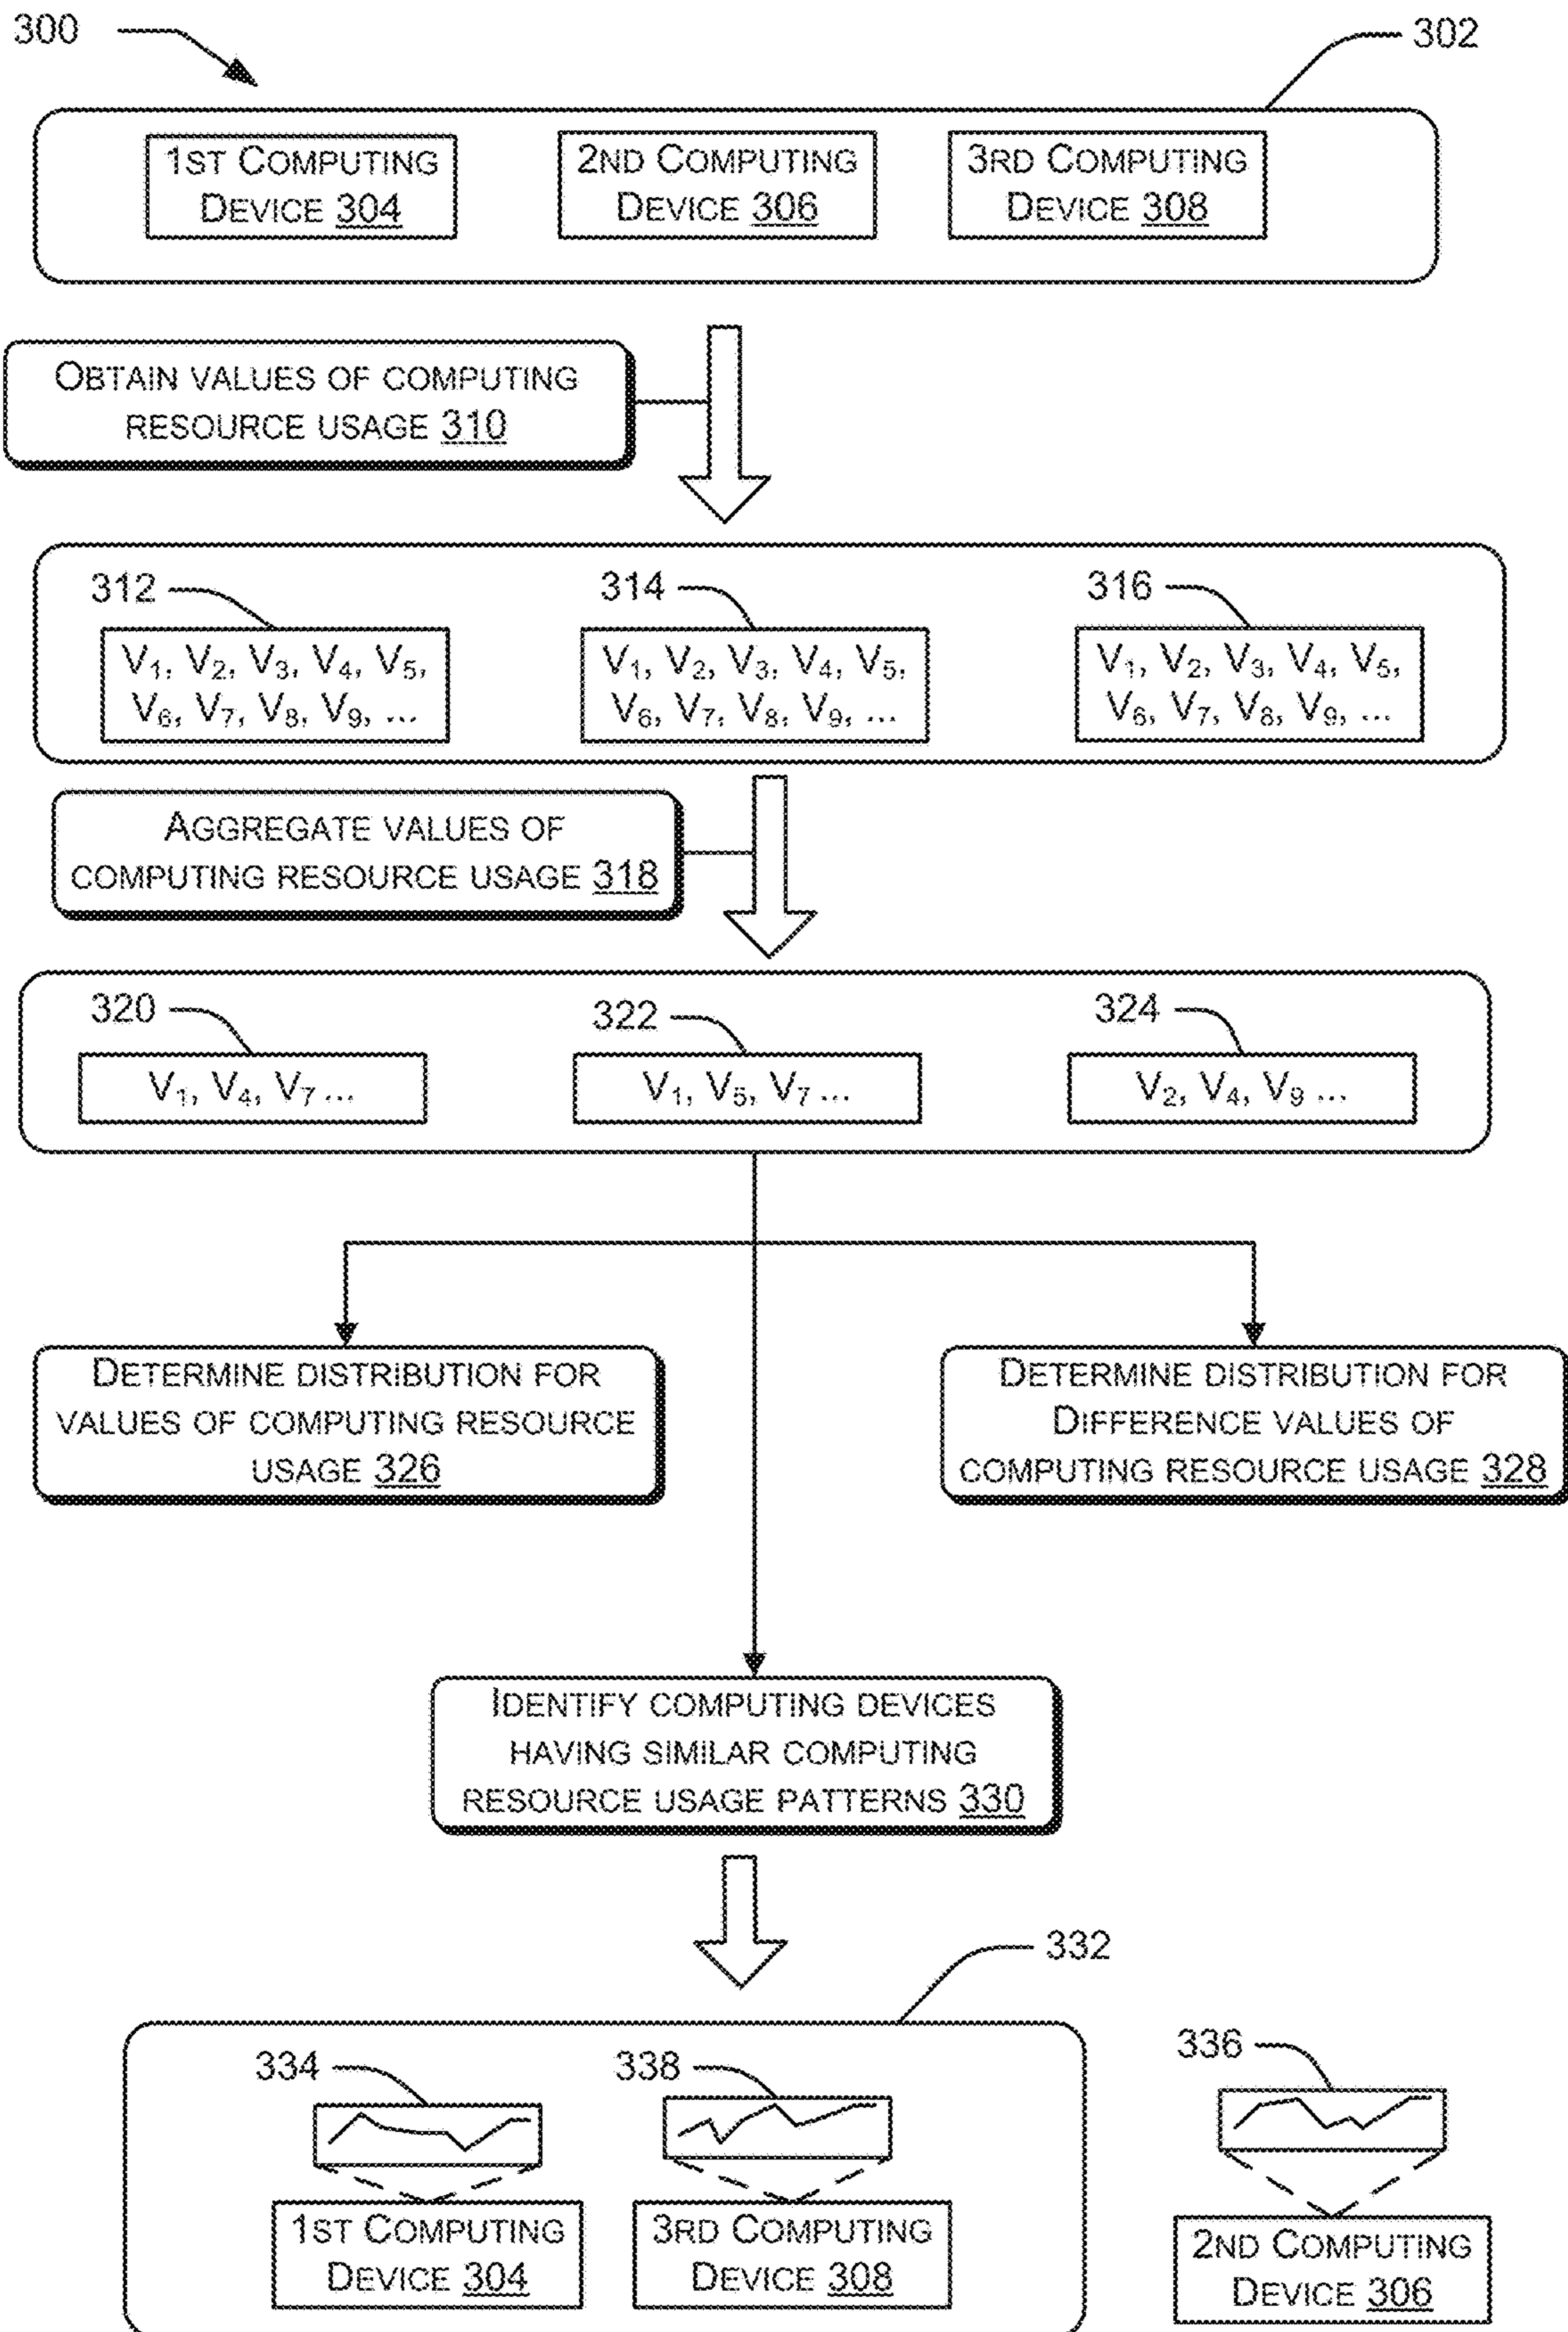 300
302
1ST COMPUTING
DEVICE 304
2ND COMPUTING
DEVICE 306
3RD COMPUTING
DEVICE 308
OBTAIN VALUES OF COMPUTING
RESOURCE USAGE 310
312
314
316
V₁, V₂, V₃, V₄, V₅,
V₆, V₇, V₈, V₉, ...
V₁, V₂, V₃, V₄, V₅,
V₆, V₇, V₈, V₉, ...
V₁, V₂, V₃, V₄, V₅,
V₆, V₇, V₈, V₉, ...
AGGREGATE VALUES OF
COMPUTING RESOURCE USAGE 318
320
322
324
V₁, V₄, V₇ ...
V₁, V₅, V₇ ...
V₂, V₄, V₉ ...
DETERMINE DISTRIBUTION FOR
VALUES OF COMPUTING RESOURCE
USAGE 326
DETERMINE DISTRIBUTION FOR
DIFFERENCE VALUES OF
COMPUTING RESOURCE USAGE 328
IDENTIFY COMPUTING DEVICES
HAVING SIMILAR COMPUTING
RESOURCE USAGE PATTERNS 330
332
334
338
336
1ST COMPUTING
DEVICE 304
3RD COMPUTING
DEVICE 308
2ND COMPUTING
DEVICE 306